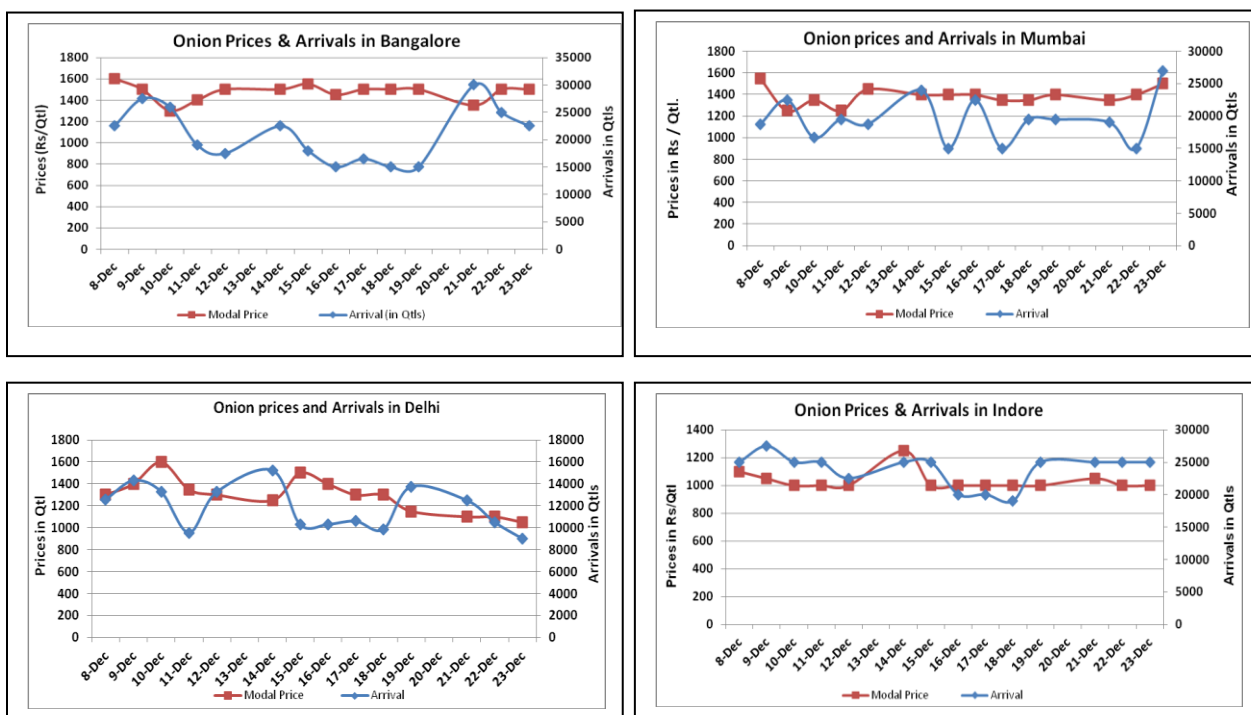 Onion Prices & Arrivals in Bangalore
Prices (Rs/Qtl)
1800
1600
1400
1200
1000
800
600
400
200
0
35000
30000
25000
20000
15000
10000
5000
0
Arrivals in Qtls
8-Dec
9-Dec
10-Dec
11-Dec
12-Dec
13-Dec
14-Dec
15-Dec
16-Dec
17-Dec
18-Dec
19-Dec
20-Dec
21-Dec
22-Dec
23-Dec
Modal Price
Arrival (in Qtls)
Onion prices and Arrivals in Mumbai
Prices in Rs / Qtl.
1800
1600
1400
1200
1000
800
600
400
200
0
30000
25000
20000
15000
10000
5000
0
Arrivals in Qtls
8-Dec
9-Dec
10-Dec
11-Dec
12-Dec
13-Dec
14-Dec
15-Dec
16-Dec
17-Dec
18-Dec
19-Dec
20-Dec
21-Dec
22-Dec
23-Dec
Modal Price
Arrival
Onion prices and Arrivals in Delhi
Prices in Qtl
1800
1600
1400
1200
1000
800
600
400
200
0
18000
16000
14000
12000
10000
8000
6000
4000
2000
0
Arrivals in Qtls
8-Dec
9-Dec
10-Dec
11-Dec
12-Dec
13-Dec
14-Dec
15-Dec
16-Dec
17-Dec
18-Dec
19-Dec
20-Dec
21-Dec
22-Dec
23-Dec
Modal Price
Arrival
Onion Prices & Arrivals in Indore
Prices in Rs/Qtl
1400
1200
1000
800
600
400
200
0
30000
25000
20000
15000
10000
5000
0
Arrivals in Qtls
8-Dec
9-Dec
10-Dec
11-Dec
12-Dec
13-Dec
14-Dec
15-Dec
16-Dec
17-Dec
18-Dec
19-Dec
20-Dec
21-Dec
22-Dec
23-Dec
Modal Price
Arrival